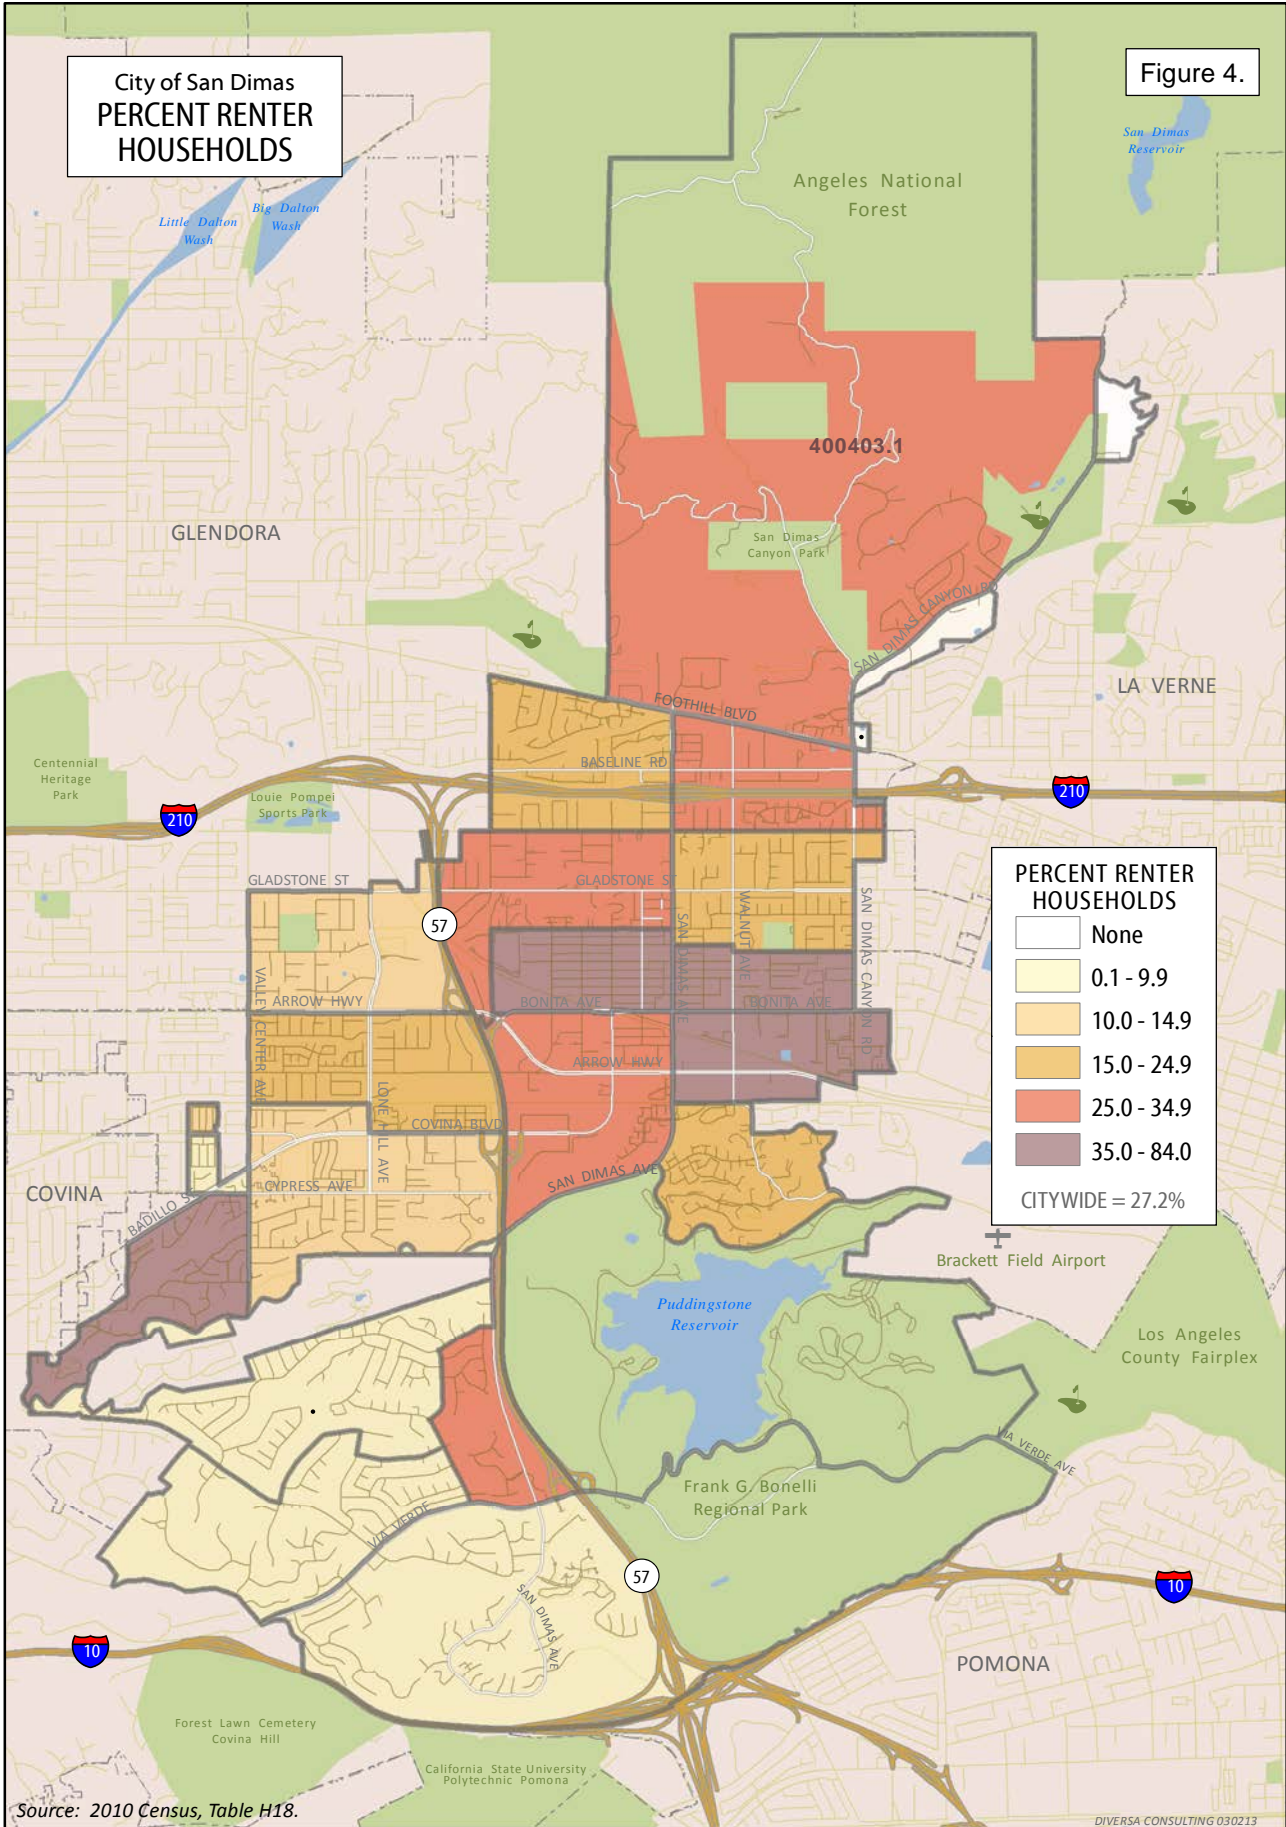 City of San Dimas
PERCENT RENTER
HOUSEHOLDS
Figure 4.
San Dimas
Reservoir
Angeles National
Forest
Little Dalton
Wash
Big Dalton
Wash
400403.1
GLENDORA
San Dimas
Canyon Park
SAN DIMAS CANYON RD
LA VERNE
FOOTHILL BLVD
BASELINE RD
Centennial
Heritage
Park
Louie Pompei
Sports Park
210
210
GLADSTONE ST
GLADSTONE ST
57
SAN DIMAS AVE
WALNUT AVE
SAN DIMAS CANYON RD
VALLEY CENTER AVE
ARROW HWY
BONITA AVE
BONITA AVE
ARROW HWY
LONE HILL AVE
COVINA BLVD
PERCENT RENTER
HOUSEHOLDS
None
0.1 - 9.9
10.0 - 14.9
15.0 - 24.9
25.0 - 34.9
35.0 - 84.0
CITYWIDE = 27.2%
COVINA
BADILLO ST
CYPRESS AVE
SAN DIMAS AVE
Brackett Field Airport
Puddingstone
Reservoir
Los Angeles
County Fairplex
VIA VERDE AVE
Frank G. Bonelli
Regional Park
VIA VERDE
57
SAN DIMAS AVE
10
10
POMONA
Forest Lawn Cemetery
Covina Hill
California State University
Polytechnic Pomona
Source: 2010 Census, Table H18.
DIVERSA CONSULTING 030213